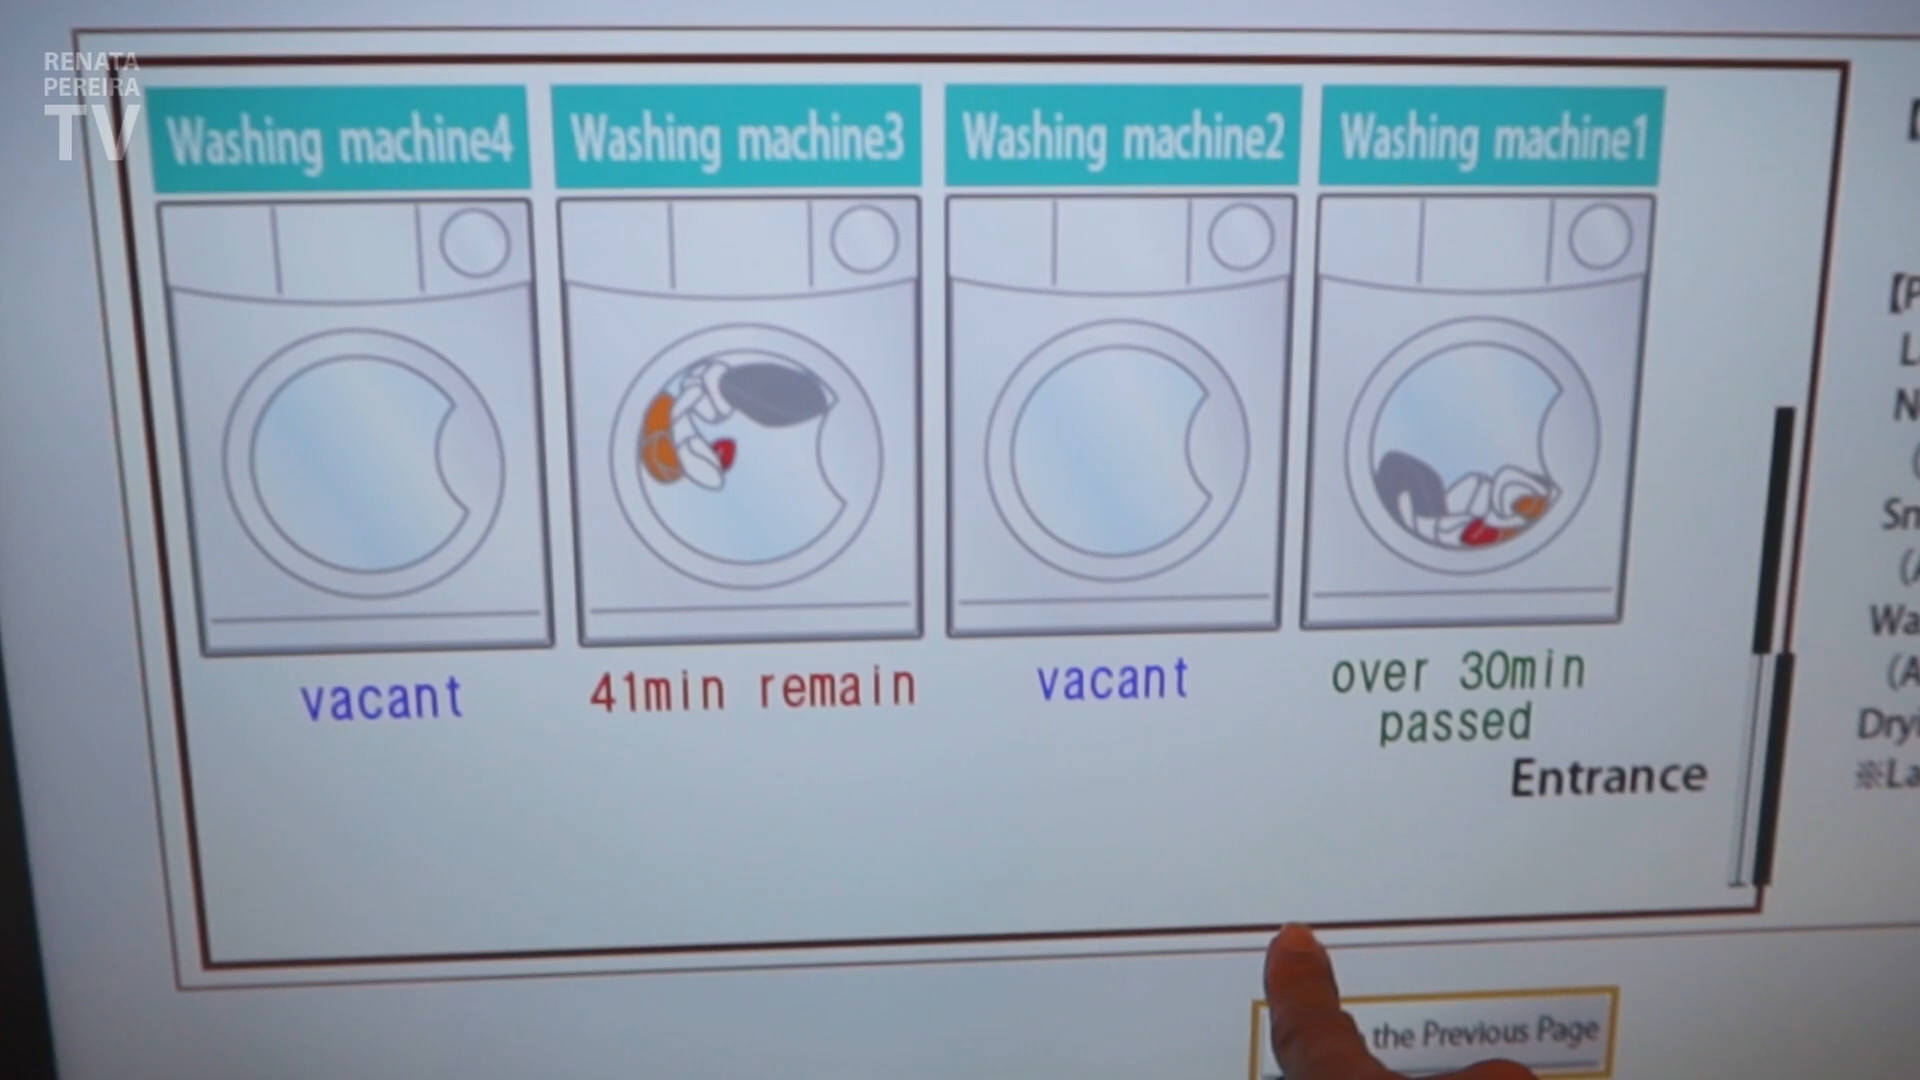 RENATA
PEREIRA
TV
Washing machine4
Washing machine3
Washing machine2
Washing machine1
vacant
41min remain
vacant
over 30min
passed
Entrance
the Previous Page